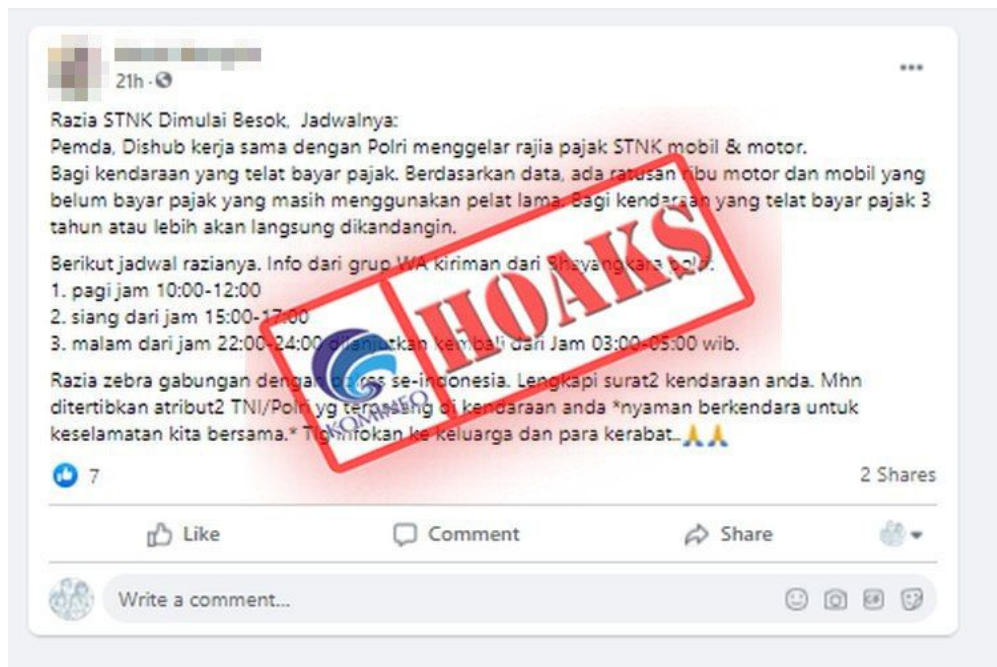 21h ·
Razia STNK Dimulai Besok, Jadwalnya:
Pemda, Dishub kerja sama dengan Polri menggelar rajia pajak STNK mobil & motor.
Bagi kendaraan yang telat bayar pajak. Berdasarkan data, ada ratusan ribu motor dan mobil yang
belum bayar pajak yang masih menggunakan pelat lama. Bagi kendaraan yang telat bayar pajak 3
tahun atau lebih akan langsung dikandangin.
Berikut jadwal razianya. Info dari grup WA kiriman dari Bhayangkara polri.
1. pagi jam 10:00-12:00
2. siang dari jam 15:00-17:00
3. malam dari jam 22:00-24:00 dilanjutkan kembali dari Jam 03:00-05:00 wib.
Razia zebra gabungan dengan polres se-indonesia. Lengkapi surat2 kendaraan anda. Mhn
ditertibkan atribut2 TNI/Polri yg terpasang di kendaraan anda *nyaman berkendara untuk
keselamatan kita bersama.* infokan ke keluarga dan para kerabat..🙏🙏
KOMINFO
HOAKS
7
2 Shares
Like
Comment
Share
Write a comment...
GIF